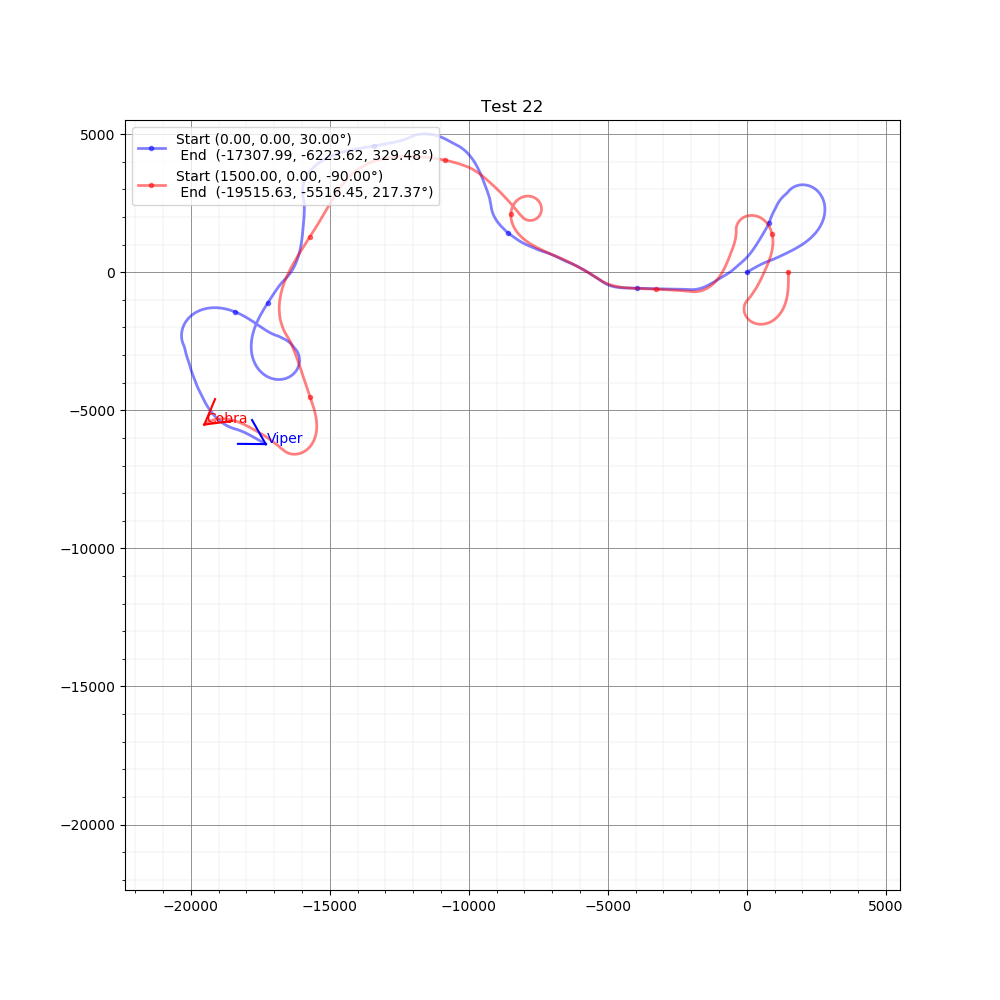 Test 22
Start (0.00, 0.00, 30.00°)
End (-17307.99, -6223.62, 329.48°)
Start (1500.00, 0.00, -90.00°)
End (-19515.63, -5516.45, 217.37°)
5000
0
−5000
−10000
−15000
−20000
Cobra
Viper
−20000 −15000 −10000 −5000 0 5000